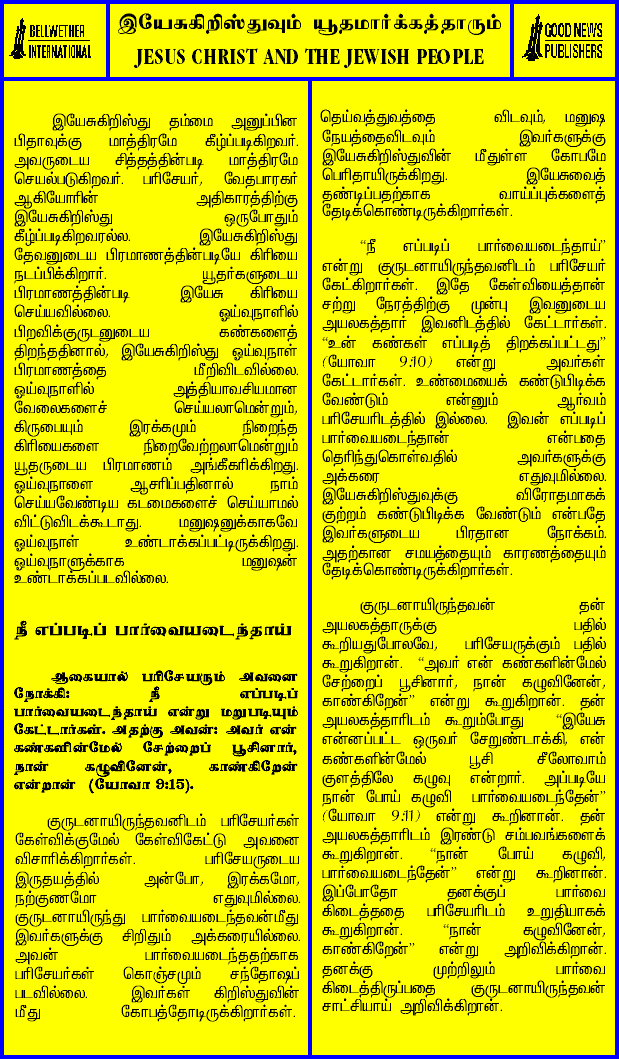 BELLWETHER
INTERNATIONAL
இயேசுகிறிஸ்துவும் யூதமார்க்கத்தாரும்
JESUS CHRIST AND THE JEWISH PEOPLE
GOOD NEWS
PUBLISHERS
இயேசுகிறிஸ்து தம்மை அனுப்பின
பிதாவுக்கு மாத்திரமே கீழ்ப்படிகிறவர்.
அவருடைய சித்தத்தின்படி மாத்திரமே
செயல்படுகிறவர். பரிசேயர், வேதபாரகர்
ஆகியோரின் அதிகாரத்திற்கு
இயேசுகிறிஸ்து ஒருபோதும்
கீழ்ப்படிகிறவரல்ல. இயேசுகிறிஸ்து
தேவனுடைய பிரமாணத்தின்படியே கிரியை
நடப்பிக்கிறார். யூதர்களுடைய
பிரமாணத்தின்படி இயேசு கிரியை
செய்யவில்லை. ஓய்வுநாளில்
பிறவிக்குருடனுடைய கண்களைத்
திறந்ததினால், இயேசுகிறிஸ்து ஓய்வுநாள்
பிரமாணத்தை மீறிவிடவில்லை.
ஓய்வுநாளில் அத்தியாவசியமான
வேலைகளைச் செய்யலாமென்றும்,
கிருபையும் இரக்கமும் நிறைந்த
கிரியைகளை நிறைவேற்றலாமென்றும்
யூதருடைய பிரமாணம் அங்கீகரிக்கிறது.
ஓய்வுநாளை ஆசரிப்பதினால் நாம்
செய்யவேண்டிய கடமைகளைச் செய்யாமல்
விட்டுவிடக்கூடாது. மனுஷனுக்காகவே
ஓய்வுநாள் உண்டாக்கப்பட்டிருக்கிறது.
ஓய்வுநாளுக்காக மனுஷன்
உண்டாக்கப்படவில்லை.
நீ எப்படிப் பார்வையடைந்தாய்
ஆகையால் பரிசேயரும் அவனை
நோக்கி: நீ எப்படிப்
பார்வையடைந்தாய் என்று மறுபடியும்
கேட்டார்கள். அதற்கு அவன்: அவர் என்
கண்களின்மேல் சேற்றைப் பூசினார்,
நான் கழுவினேன், காண்கிறேன்
என்றான் (யோவா 9:15).
குருடனாயிருந்தவனிடம் பரிசேயர்கள்
கேள்விக்குமேல் கேள்விகேட்டு அவனை
விசாரிக்கிறார்கள். பரிசேயருடைய
இருதயத்தில் அன்போ, இரக்கமோ,
நற்குணமோ எதுவுமில்லை.
குருடனாயிருந்து பார்வையடைந்தவன்மீது
இவர்களுக்கு சிறிதும் அக்கரையில்லை.
அவன் பார்வையடைந்ததற்காக
பரிசேயர்கள் கொஞ்சமும் சந்தோஷப்
படவில்லை. இவர்கள் கிறிஸ்துவின்
மீது கோபத்தோடிருக்கிறார்கள்.
தெய்வத்துவத்தை விடவும், மனுஷ
நேயத்தைவிடவும் இவர்களுக்கு
இயேசுகிறிஸ்துவின் மீதுள்ள கோபமே
பெரிதாயிருக்கிறது. இயேசுவைத்
தண்டிப்பதற்காக வாய்ப்புக்களைத்
தேடிக்கொண்டிருக்கிறார்கள்.
“நீ எப்படிப் பார்வையடைந்தாய்”
என்று குருடனாயிருந்தவனிடம் பரிசேயர்
கேட்கிறார்கள். இதே கேள்வியைத்தான்
சற்று நேரத்திற்கு முன்பு இவனுடைய
அயலகத்தார் இவனிடத்தில் கேட்டார்கள்.
“உன் கண்கள் எப்படித் திறக்கப்பட்டது”
(யோவா 9:10) என்று அவர்கள்
கேட்டார்கள். உண்மையைக் கண்டுபிடிக்க
வேண்டும் என்னும் ஆர்வம்
பரிசேயரிடத்தில் இல்லை. இவன் எப்படிப்
பார்வையடைந்தான் என்பதை
தெரிந்துகொள்வதில் அவர்களுக்கு
அக்கரை எதுவுமில்லை.
இயேசுகிறிஸ்துவுக்கு விரோதமாகக்
குற்றம் கண்டுபிடிக்க வேண்டும் என்பதே
இவர்களுடைய பிரதான நோக்கம்.
அதற்கான சமயத்தையும் காரணத்தையும்
தேடிக்கொண்டிருக்கிறார்கள்.
குருடனாயிருந்தவன் தன்
அயலகத்தாருக்கு பதில்
கூறியதுபோலவே, பரிசேயருக்கும் பதில்
கூறுகிறான். “அவர் என் கண்களின்மேல்
சேற்றைப் பூசினார், நான் கழுவினேன்,
காண்கிறேன்” என்று கூறுகிறான். தன்
அயலகத்தாரிடம் கூறும்போது “இயேசு
என்னப்பட்ட ஒருவர் சேறுண்டாக்கி, என்
கண்களின்மேல் பூசி சீலோவாம்
குளத்திலே கழுவு என்றார். அப்படியே
நான் போய் கழுவி பார்வையடைந்தேன்”
(யோவா 9:11) என்று கூறினான். தன்
அயலகத்தாரிடம் இரண்டு சம்பவங்களைக்
கூறுகிறான். “நான் போய் கழுவி,
பார்வையடைந்தேன்” என்று கூறினான்.
இப்போதோ தனக்குப் பார்வை
கிடைத்ததை பரிசேயரிடம் உறுதியாகக்
கூறுகிறான். “நான் கழுவினேன்,
காண்கிறேன்” என்று அறிவிக்கிறான்.
தனக்கு முற்றிலும் பார்வை
கிடைத்திருப்பதை குருடனாயிருந்தவன்
சாட்சியாய் அறிவிக்கிறான்.